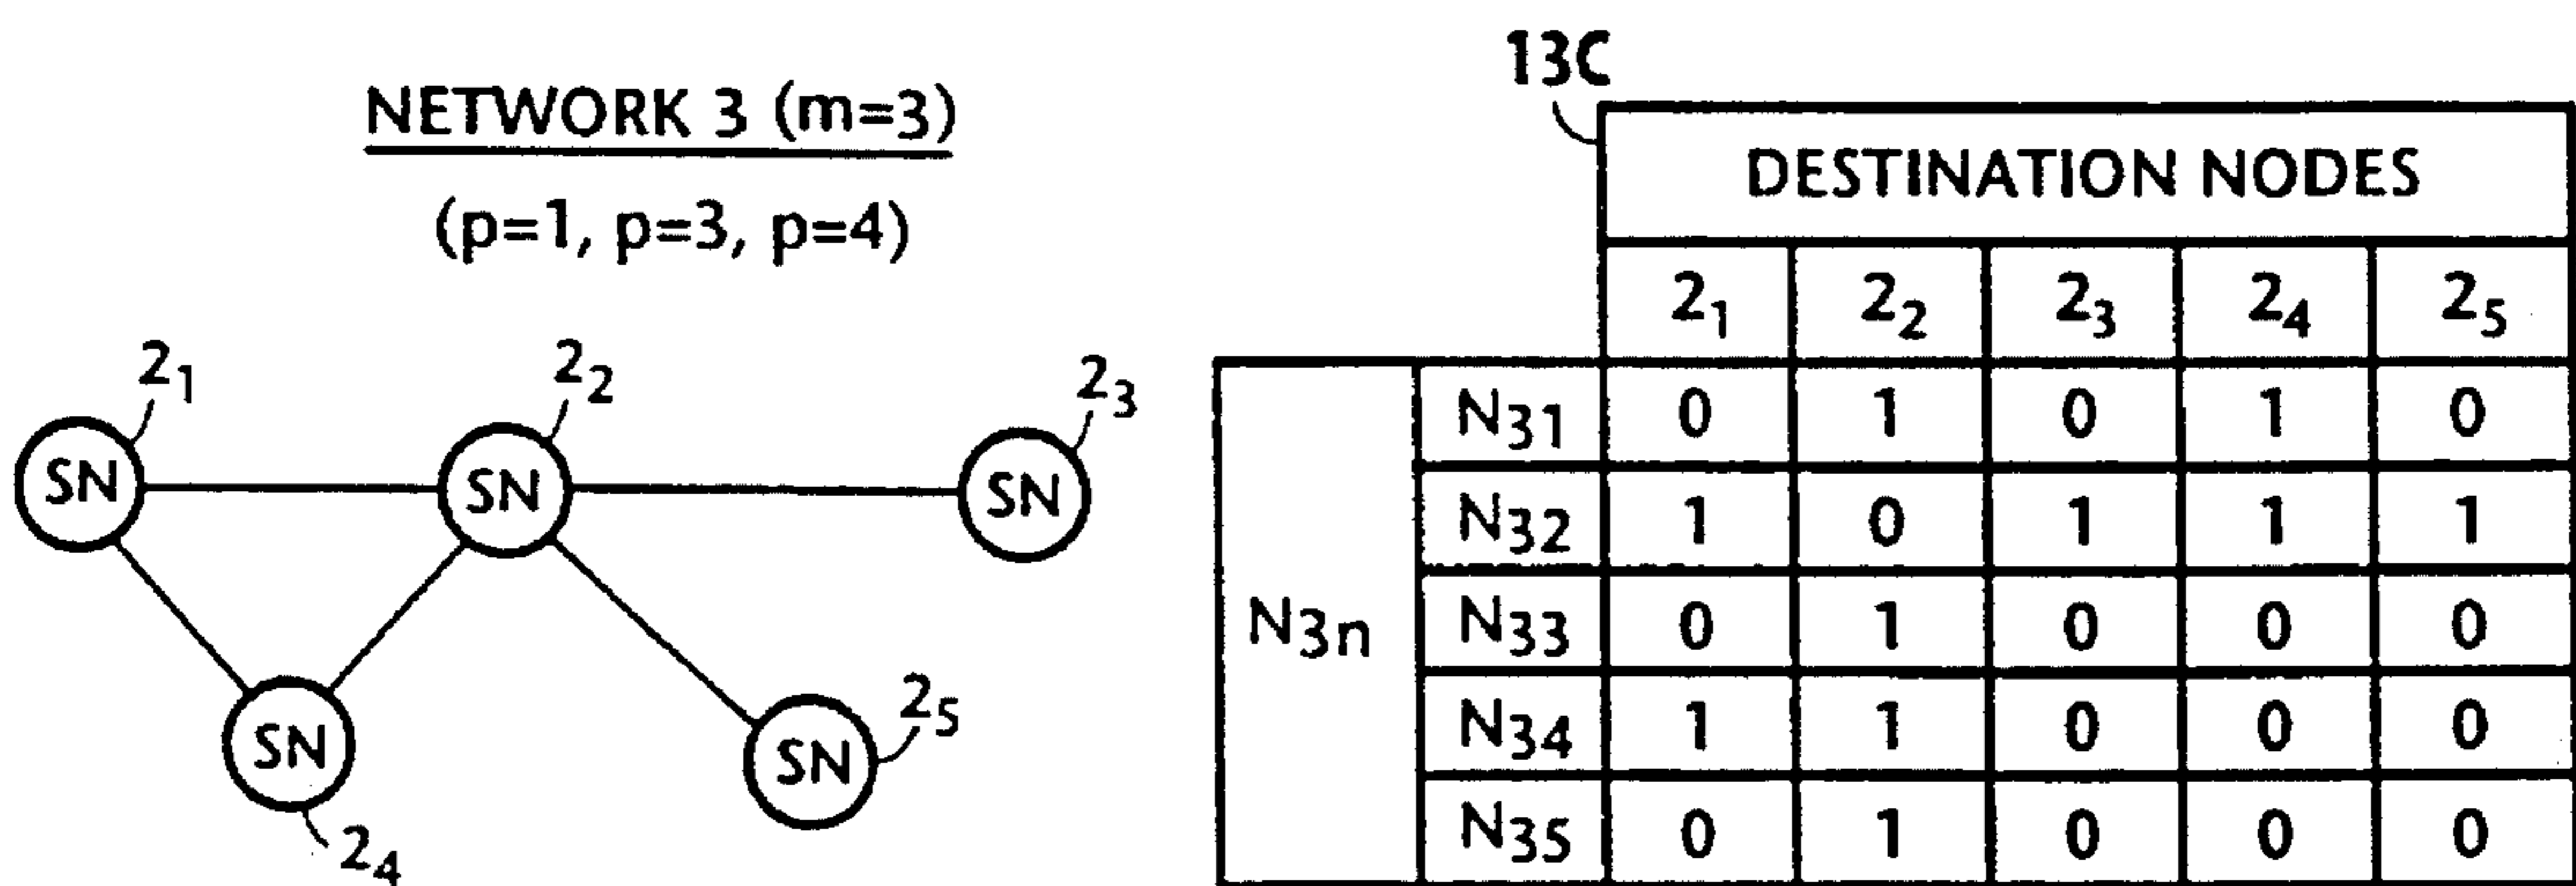 NETWORK 3 (m=3)
(p=1, p=3, p=4)
2₁
2₂
2₃
SN
SN
SN
SN
SN
2₅
2₄
13C
DESTINATION NODES
2₁ 2₂ 2₃ 2₄ 2₅
N₃₁ 0 1 0 1 0
N₃₂ 1 0 1 1 1
N₃n N₃₃ 0 1 0 0 0
N₃₄ 1 1 0 0 0
N₃₅ 0 1 0 0 0